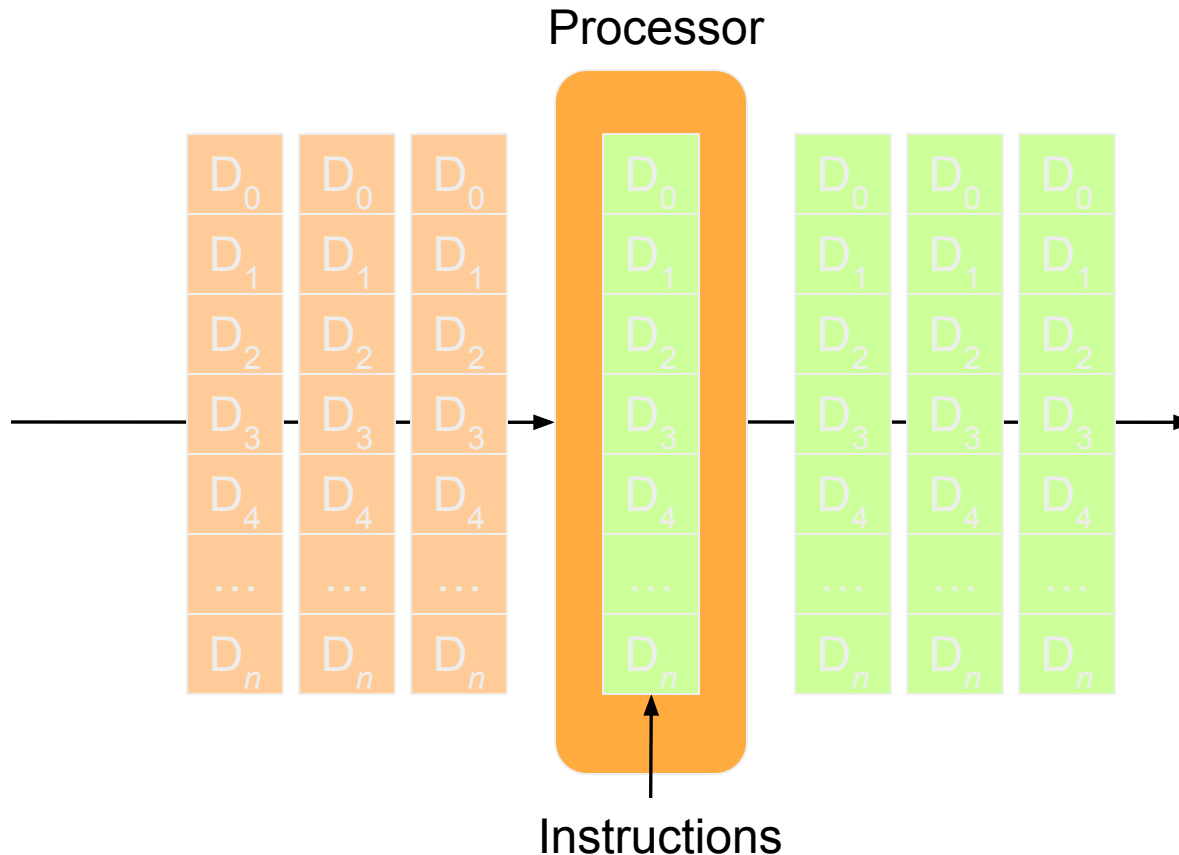 Processor
D0 D0 D0 D0 D0 D0 D0
D1 D1 D1 D1 D1 D1 D1
D2 D2 D2 D2 D2 D2 D2
D3 D3 D3 D3 D3 D3 D3
D4 D4 D4 D4 D4 D4 D4
... ... ... ... ... ... ...
Dn Dn Dn Dn Dn Dn Dn
Instructions